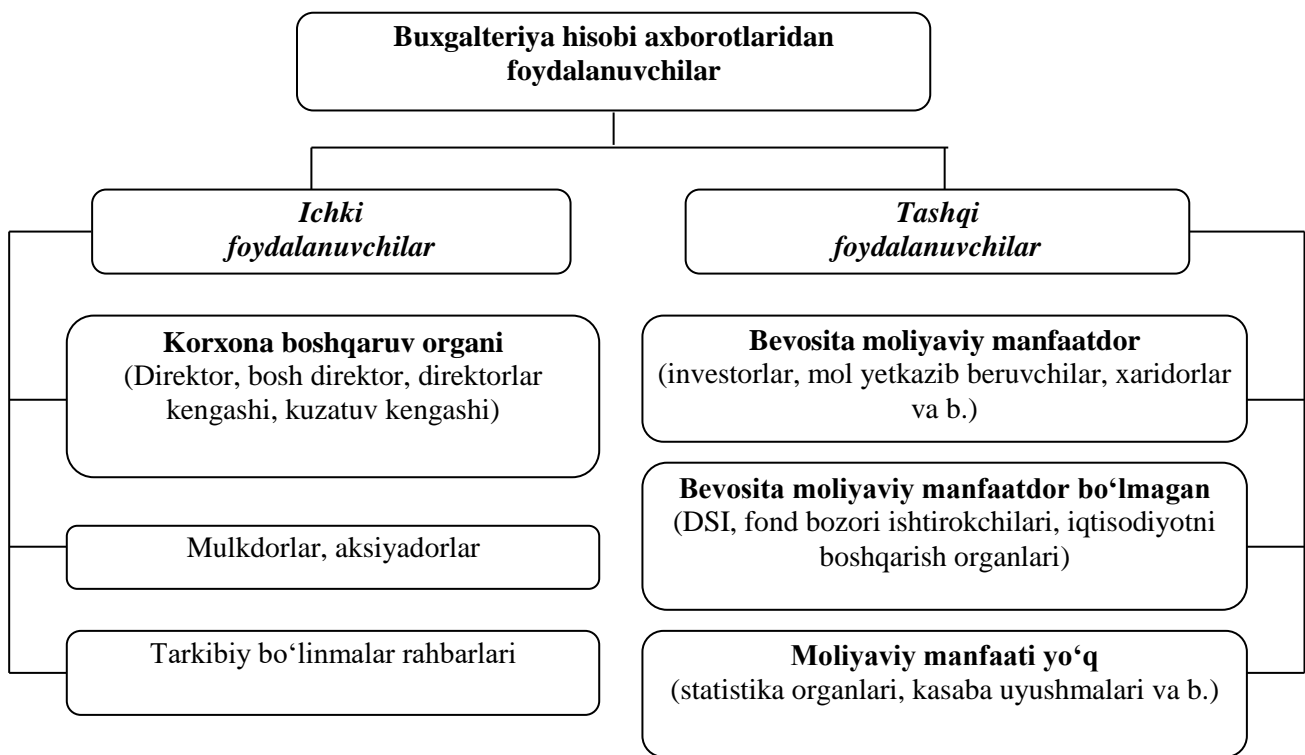 Buxgalteriya hisobi axborotlaridan
foydalanuvchilar
Ichki
foydalanuvchilar
Korxona boshqaruv organi
(Direktor, bosh direktor, direktorlar
kengashi, kuzatuv kengashi)
Mulkdorlar, aksiyadorlar
Tarkibiy bo‘linmalar rahbarlari
Tashqi
foydalanuvchilar
Bevosita moliyaviy manfaatdor
(investorlar, mol yetkazib beruvchilar, xaridorlar
va b.)
Bevosita moliyaviy manfaatdor bo‘lmagan
(DSI, fond bozori ishtirokchilari, iqtisodiyotni
boshqarish organlari)
Moliyaviy manfaati yo‘q
(statistika organlari, kasaba uyushmalari va b.)